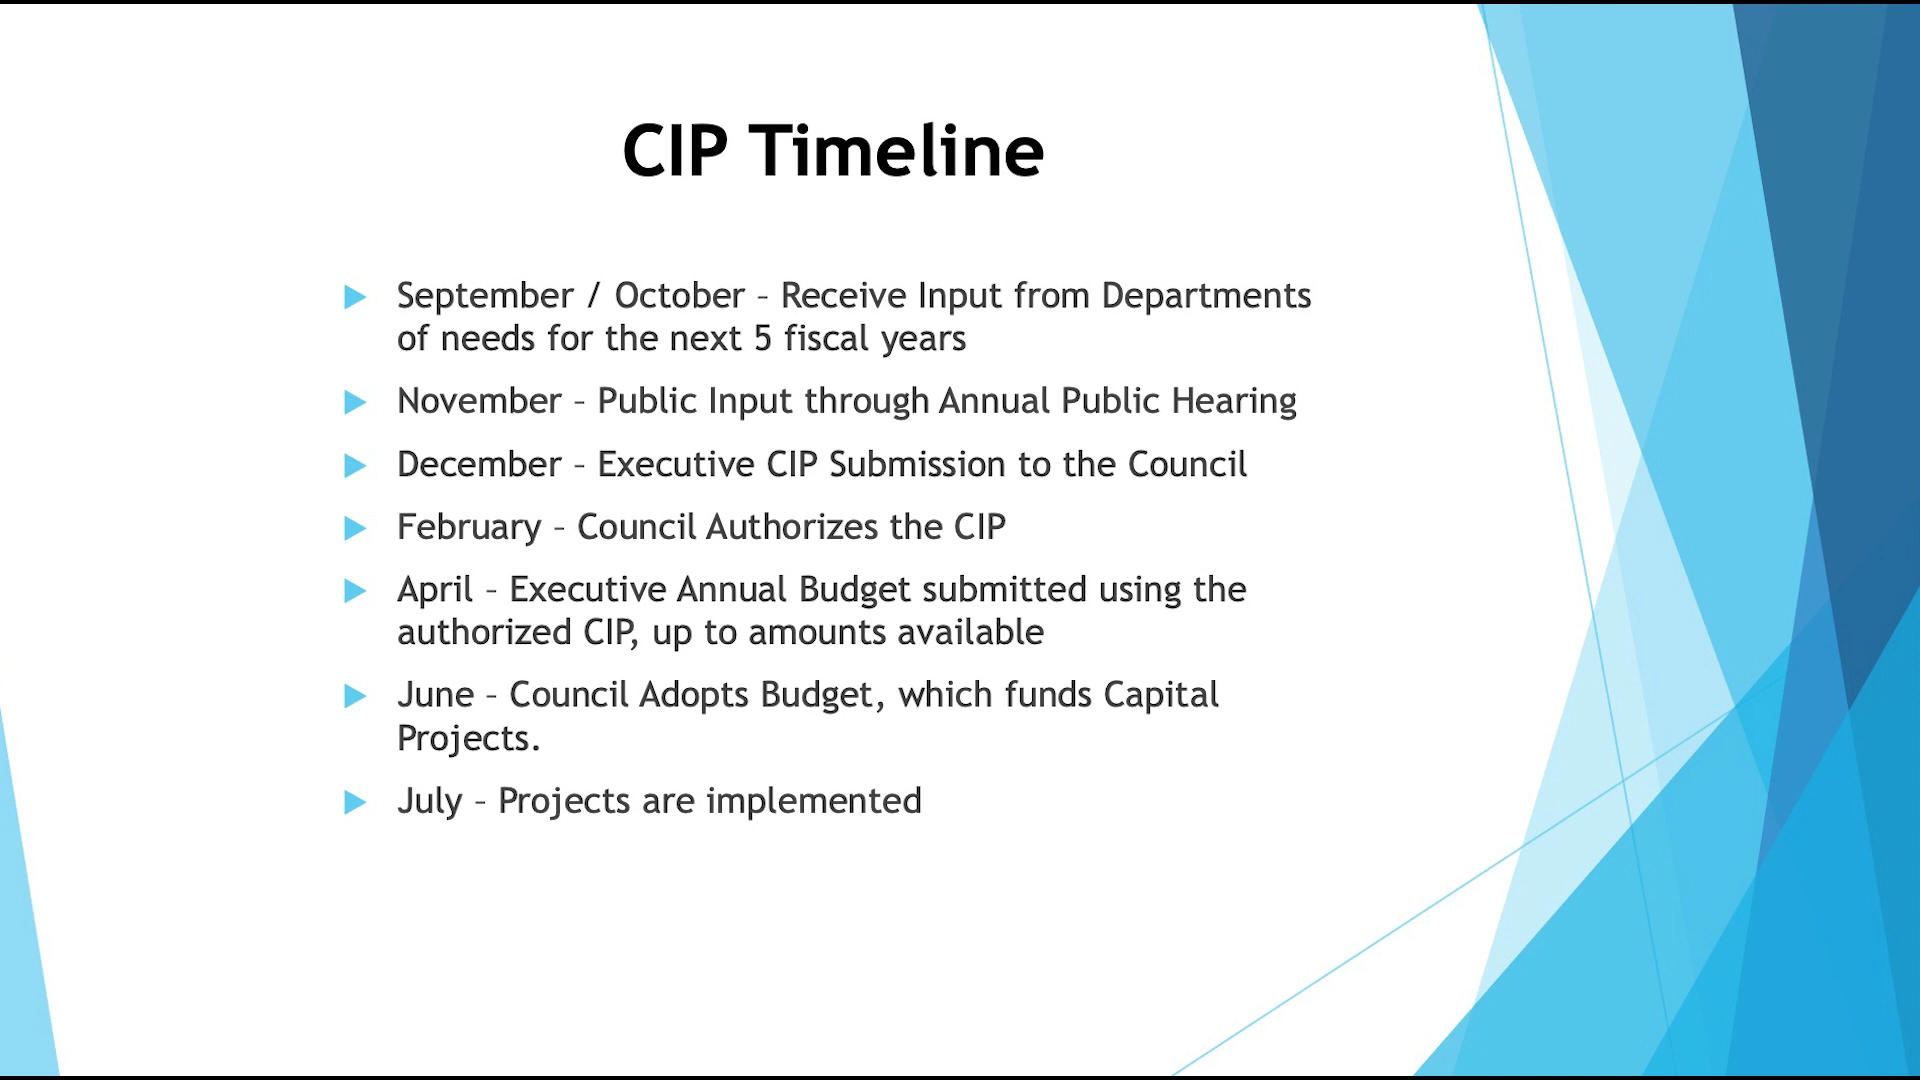 CIP Timeline
September / October – Receive Input from Departments
of needs for the next 5 fiscal years
November – Public Input through Annual Public Hearing
December – Executive CIP Submission to the Council
February – Council Authorizes the CIP
April – Executive Annual Budget submitted using the
authorized CIP, up to amounts available
June – Council Adopts Budget, which funds Capital
Projects.
July – Projects are implemented